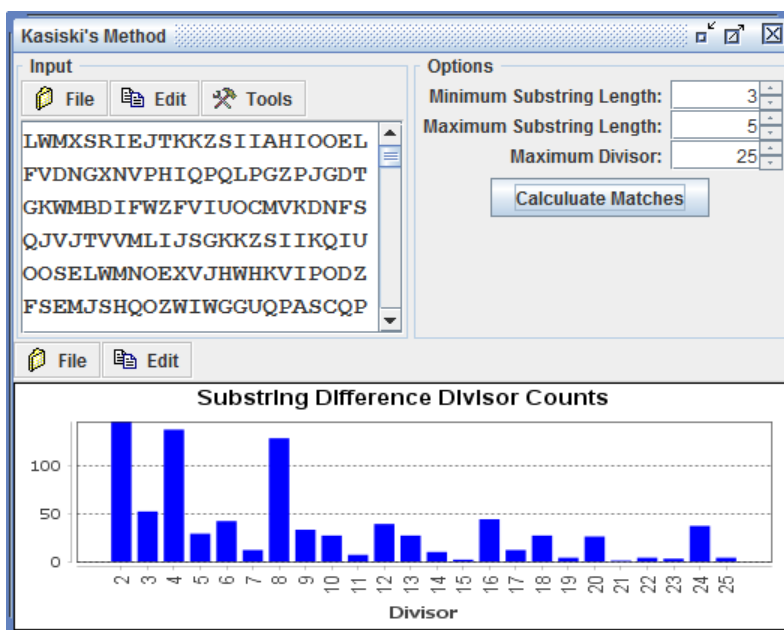 Kasiski's Method
Input
File Edit Tools
LWMXSRIEJTKKZSIIAHIOOEL
FVDNGXNVPHIQPQLPGZPJGDT
GKWMBDIFWZFVIUOCMVKDNFS
QJVJTVVMLIJSGKKZSIIKQIU
OOSELWMNOEXVJHWHKVIPODZ
FSEMJSHQOZWIWGGUQPASCQP
Options
Minimum Substring Length: 3
Maximum Substring Length: 5
Maximum Divisor: 25
Calculuate Matches
File Edit
Substring Difference Divisor Counts
100
50
0
2 3 4 5 6 7 8 9 10 11 12 13 14 15 16 17 18 19 20 21 22 23 24 25
Divisor